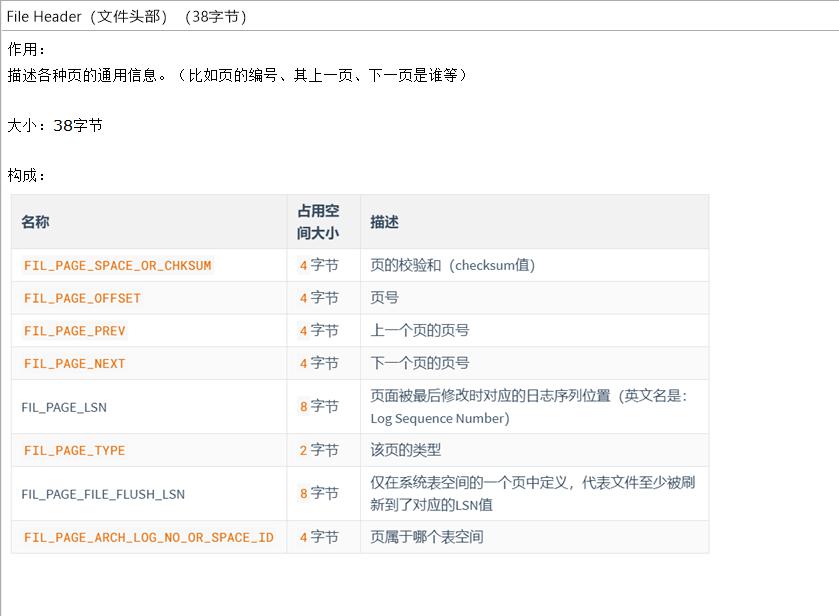 File Header（文件头部）（38字节）
作用：
描述各种页的通用信息。（比如页的编号、其上一页、下一页是谁等）
大小：38字节
构成：
名称 占用空间大小 描述
FIL_PAGE_SPACE_OR_CHKSUM 4字节 页的校验和（checksum值）
FIL_PAGE_OFFSET 4字节 页号
FIL_PAGE_PREV 4字节 上一个页的页号
FIL_PAGE_NEXT 4字节 下一个页的页号
FIL_PAGE_LSN 8字节 页面被最后修改时对应的日志序列位置（英文名是：
Log Sequence Number）
FIL_PAGE_TYPE 2字节 该页的类型
FIL_PAGE_FILE_FLUSH_LSN 8字节 仅在系统表空间的一个页中定义，代表文件至少被刷
新到了对应的LSN值
FIL_PAGE_ARCH_LOG_NO_OR_SPACE_ID 4字节 页属于哪个表空间